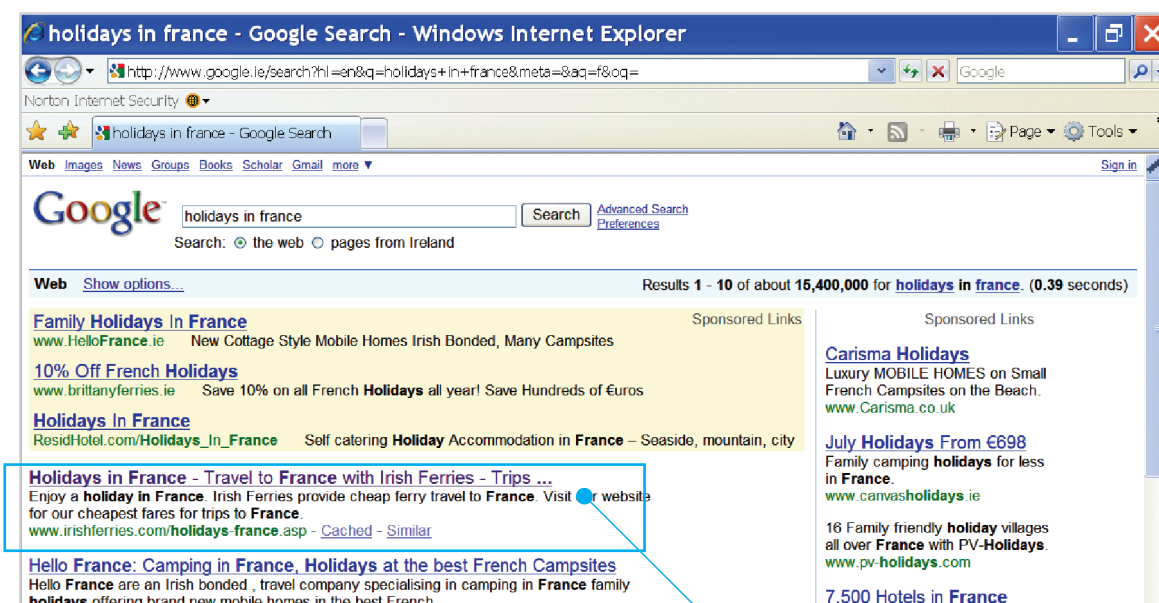 holidays in france - Google Search - Windows Internet Explorer
http://www.google.ie/search?hl=en&q=holidays+in+france&meta=&aq=f&oq=
Google
Norton Internet Security
holidays in france - Google Search
Page
Tools
Web Images News Groups Books Scholar Gmail more
Sign in
Google
holidays in france
Search
Advanced Search
Preferences
Search: the web pages from Ireland
Web Show options...
Results 1 - 10 of about 15,400,000 for holidays in france. (0.39 seconds)
Family Holidays In France
Sponsored Links
www.HelloFrance.ie New Cottage Style Mobile Homes Irish Bonded, Many Campsites
10% Off French Holidays
www.brittanyferries.ie Save 10% on all French Holidays all year! Save Hundreds of €uros
Holidays In France
ResidHotel.com/Holidays_In_France Self catering Holiday Accommodation in France – Seaside, mountain, city
Holidays in France - Travel to France with Irish Ferries - Trips ...
Enjoy a holiday in France. Irish Ferries provide cheap ferry travel to France. Visit website
for our cheapest fares for trips to France.
www.irishferries.com/holidays-france.asp - Cached - Similar
Hello France: Camping in France, Holidays at the best French Campsites
Hello France are an Irish bonded , travel company specialising in camping in France family
holidays offering brand new mobile homes in the best French
Sponsored Links
Carisma Holidays
Luxury MOBILE HOMES on Small
French Campsites on the Beach.
www.Carisma.co.uk
July Holidays From €698
Family camping holidays for less
in France.
www.canvasholidays.ie
16 Family friendly holiday villages
all over France with PV-Holidays.
www.pv-holidays.com
7,500 Hotels in France